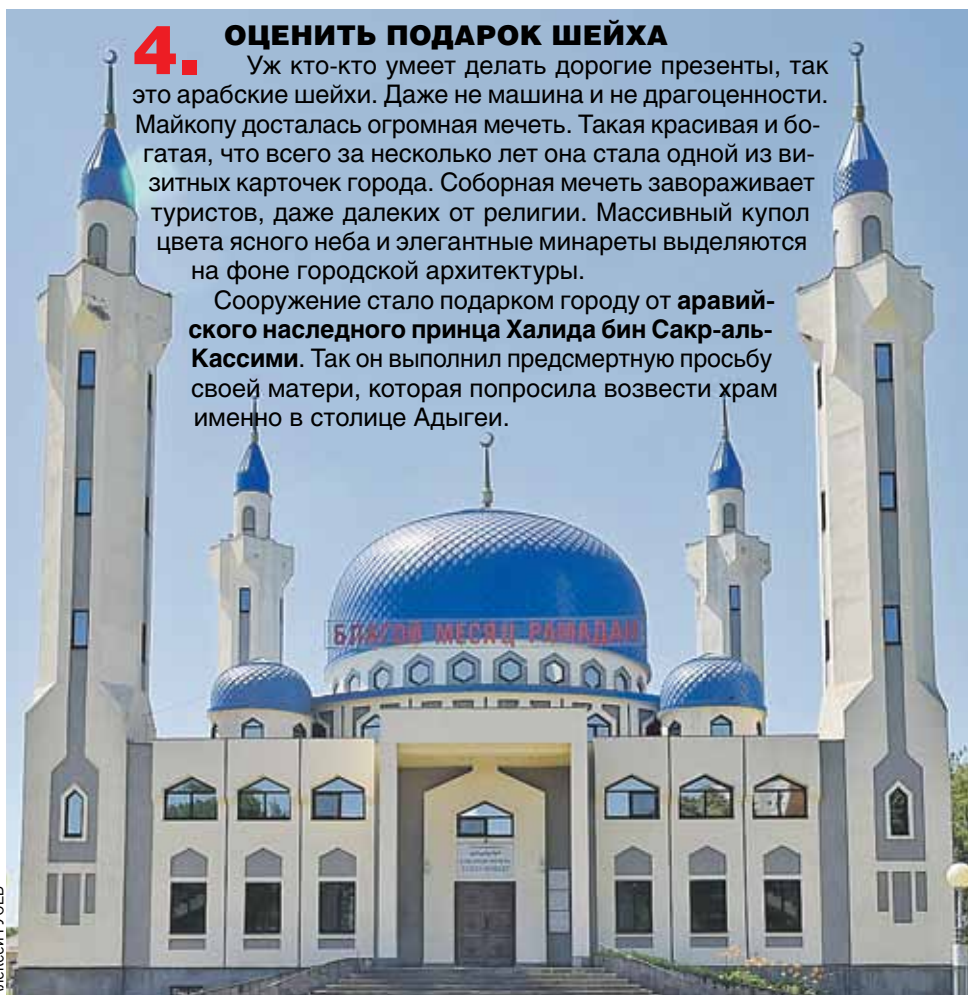 4.
ОЦЕНИТЬ ПОДАРОК ШЕЙХА
Уж кто-кто умеет делать дорогие презенты, так
это арабские шейхи. Даже не машина и не драгоценности.
Майкопу досталась огромная мечеть. Такая красивая и бо-
гатая, что всего за несколько лет она стала одной из ви-
зитных карточек города. Соборная мечеть завораживает
туристов, даже далеких от религии. Массивный купол
цвета ясного неба и элегантные минареты выделяются
на фоне городской архитектуры.
Сооружение стало подарком городу от аравий-
ского наследного принца Халида бин Сакр-аль-
Кассими. Так он выполнил предсмертную просьбу
своей матери, которая попросила возвести храм
именно в столице Адыгеи.
БЛАГОЙ МЕСЯЦ РАМАДАН